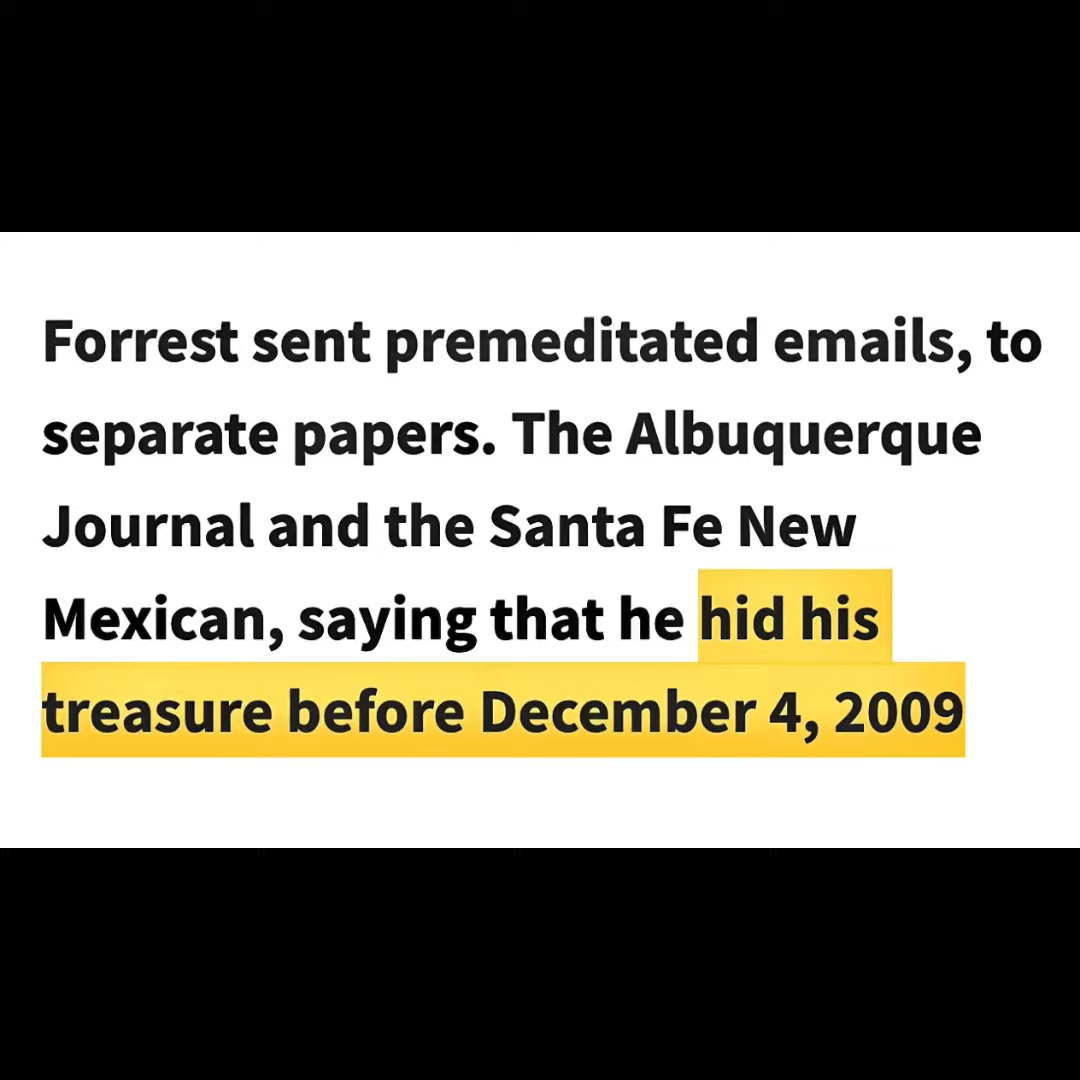 Forrest sent premeditated emails, to
separate papers. The Albuquerque
Journal and the Santa Fe New
Mexican, saying that he hid his
treasure before December 4, 2009